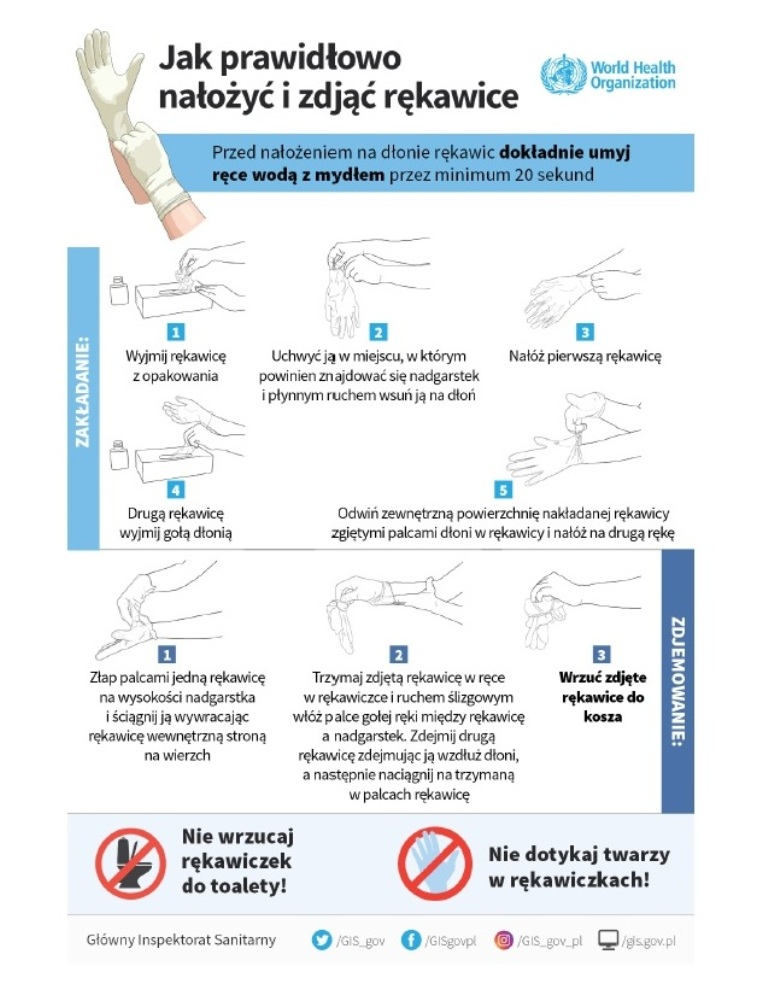 Jak prawidłowo
nałożyć i zdjąć rękawice
World Health
Organization
Przed nałożeniem na dłonie rękawic dokładnie umyj
ręce wodą z mydłem przez minimum 20 sekund
ZAKŁADANIE:
1
Wyjmij rękawicę
z opakowania
2
Uchwyć ją w miejscu, w którym
powinien znajdować się nadgarstek
i płynnym ruchem wsuń ją na dłoń
3
Nałóż pierwszą rękawicę
4
Drugą rękawicę
wyjmij gołą dłonią
5
Odwiń zewnętrzną powierzchnię nakładanej rękawicy
zgiętymi palcami dłoni w rękawicy i nałóż na drugą rękę
ZDJEMOWANIE:
1
Złap palcami jedną rękawicę
na wysokości nadgarstka
i ściągnij ją wywracając
rękawicę wewnętrzną stroną
na wierzch
2
Trzymaj zdjętą rękawicę w ręce
w rękawiczce i ruchem ślizgowym
włóż palce gołej ręki między rękawicę
a nadgarstek. Zdejmij drugą
rękawicę zdejmując ją wzdłuż dłoni,
a następnie naciągnij na trzymaną
w palcach rękawicę
3
Wrzuć zdjęte
rękawice do
kosza
Nie wrzucaj
rękawiczek
do toalety!
Nie dotykaj twarzy
w rękawiczkach!
Główny Inspektorat Sanitarny
/GIS_gov
/GISgovpl
/GIS_gov_pl
/gis.gov.pl